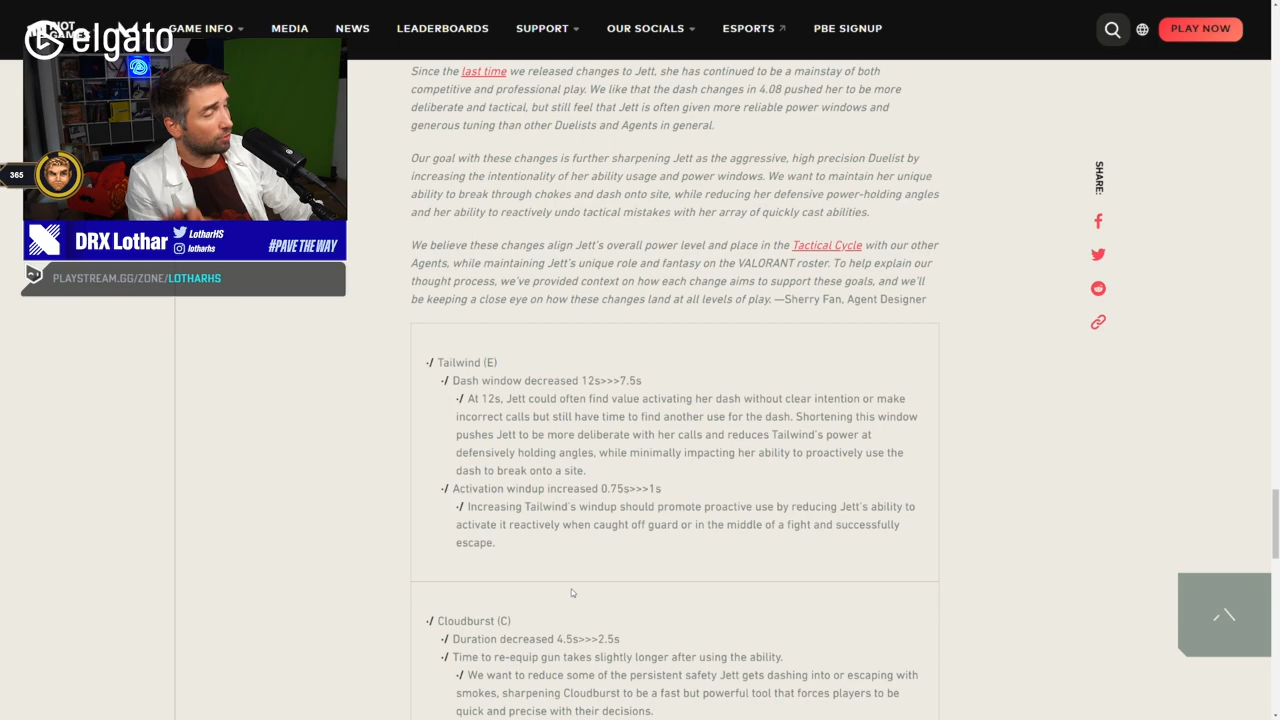 RIOT GAMES
GAME INFO
MEDIA
NEWS
LEADERBOARDS
SUPPORT
OUR SOCIALS
ESPORTS
PBE SIGNUP
PLAY NOW
elgato
365
DRX Lothar
LotharHS
lotharhs
#PAVE THE WAY
PLAYSTREAM.GG/ZONE/LOTHARHS
Since the last time we released changes to Jett, she has continued to be a mainstay of both
competitive and professional play. We like that the dash changes in 4.08 pushed her to be more
deliberate and tactical, but still feel that Jett is often given more reliable power windows and
generous tuning than other Duelists and Agents in general.
Our goal with these changes is further sharpening Jett as the aggressive, high precision Duelist by
increasing the intentionality of her ability usage and power windows. We want to maintain her unique
ability to break through chokes and dash onto site, while reducing her defensive power-holding angles
and her ability to reactively undo tactical mistakes with her array of quickly cast abilities.
We believe these changes align Jett's overall power level and place in the Tactical Cycle with our other
Agents, while maintaining Jett's unique role and fantasy on the VALORANT roster. To help explain our
thought process, we've provided context on how each change aims to support these goals, and we'll
be keeping a close eye on how these changes land at all levels of play. —Sherry Fan, Agent Designer
·/ Tailwind (E)
·/ Dash window decreased 12s>>>7.5s
·/ At 12s, Jett could often find value activating her dash without clear intention or make
incorrect calls but still have time to find another use for the dash. Shortening this window
pushes Jett to be more deliberate with her calls and reduces Tailwind's power at
defensively holding angles, while minimally impacting her ability to proactively use the
dash to break onto a site.
·/ Activation windup increased 0.75s>>>1s
·/ Increasing Tailwind's windup should promote proactive use by reducing Jett's ability to
activate it reactively when caught off guard or in the middle of a fight and successfully
escape.
·/ Cloudburst (C)
·/ Duration decreased 4.5s>>>2.5s
·/ Time to re-equip gun takes slightly longer after using the ability.
·/ We want to reduce some of the persistent safety Jett gets dashing into or escaping with
smokes, sharpening Cloudburst to be a fast but powerful tool that forces players to be
quick and precise with their decisions.
SHARE: